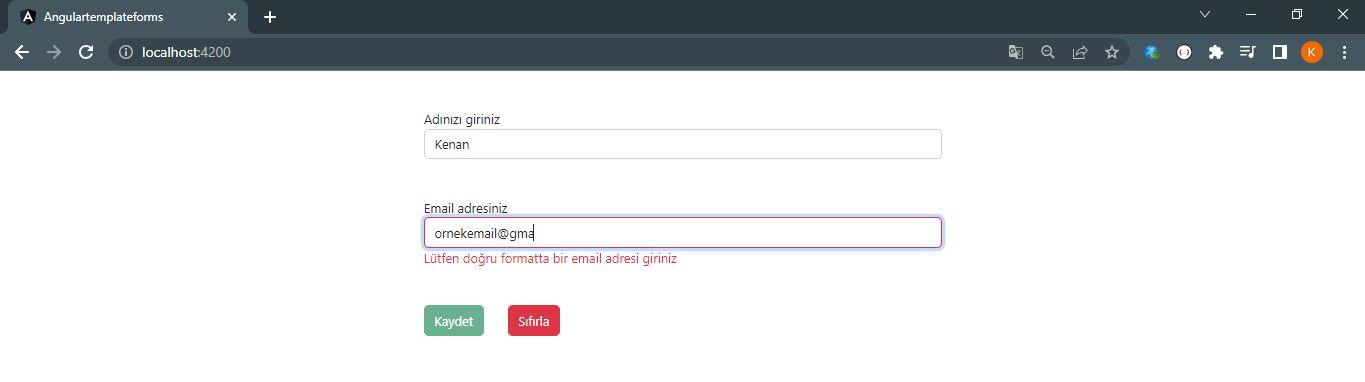 Angulartemplateforms
localhost:4200
K
Adınızı giriniz
Kenan
Email adresiniz
ornekemail@gma
Lütfen doğru formatta bir email adresi giriniz
Kaydet Sıfırla